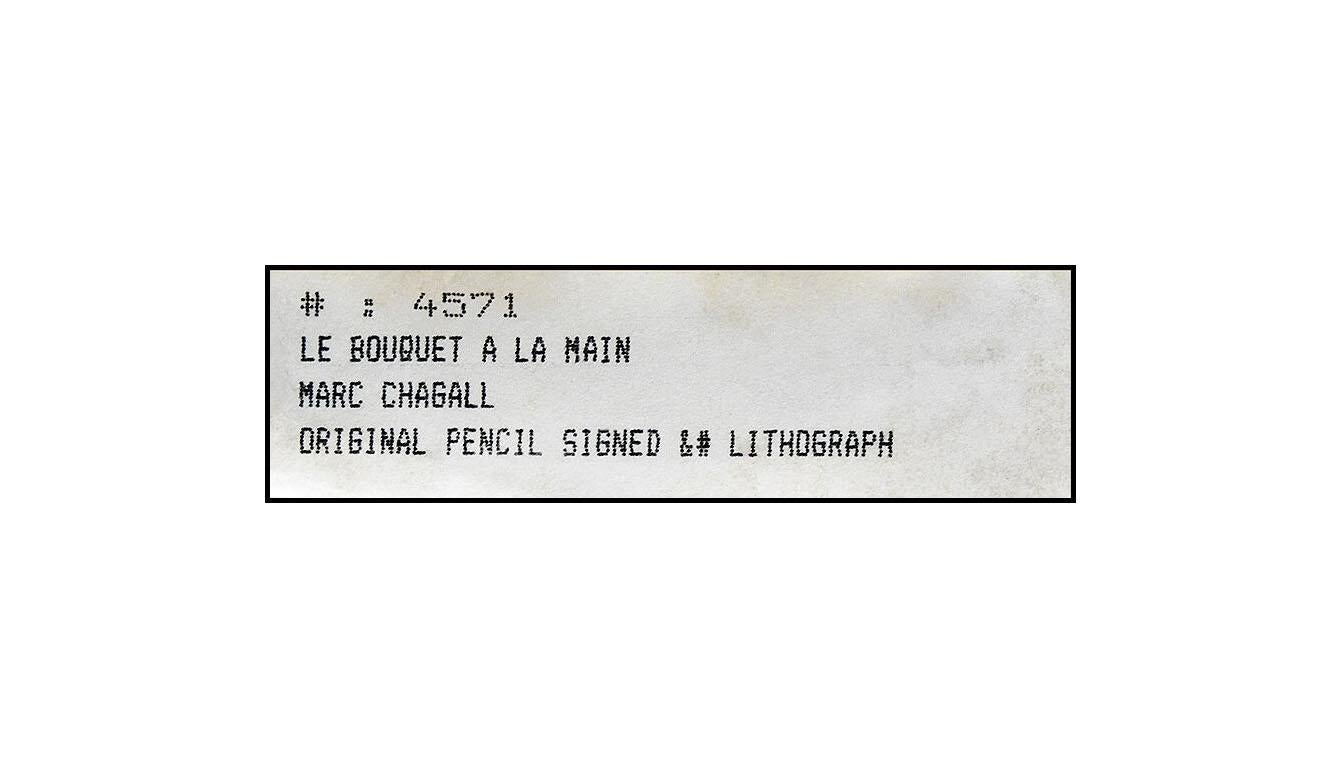 # : 4571
LE BOUQUET A LA MAIN
MARC CHAGALL
ORIGINAL PENCIL SIGNED &# LITHOGRAPH